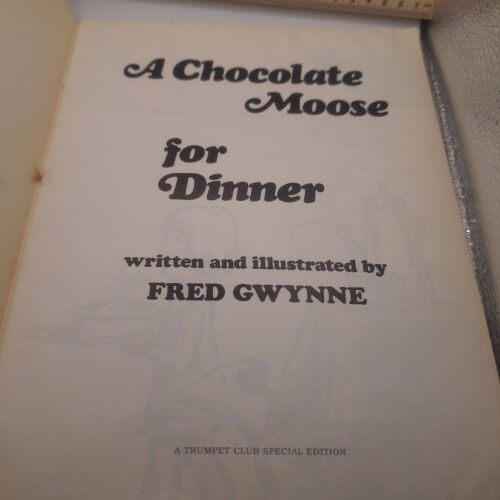 A Chocolate
Moose
for
Dinner
written and illustrated by
FRED GWYNNE
A TRUMPET CLUB SPECIAL EDITION